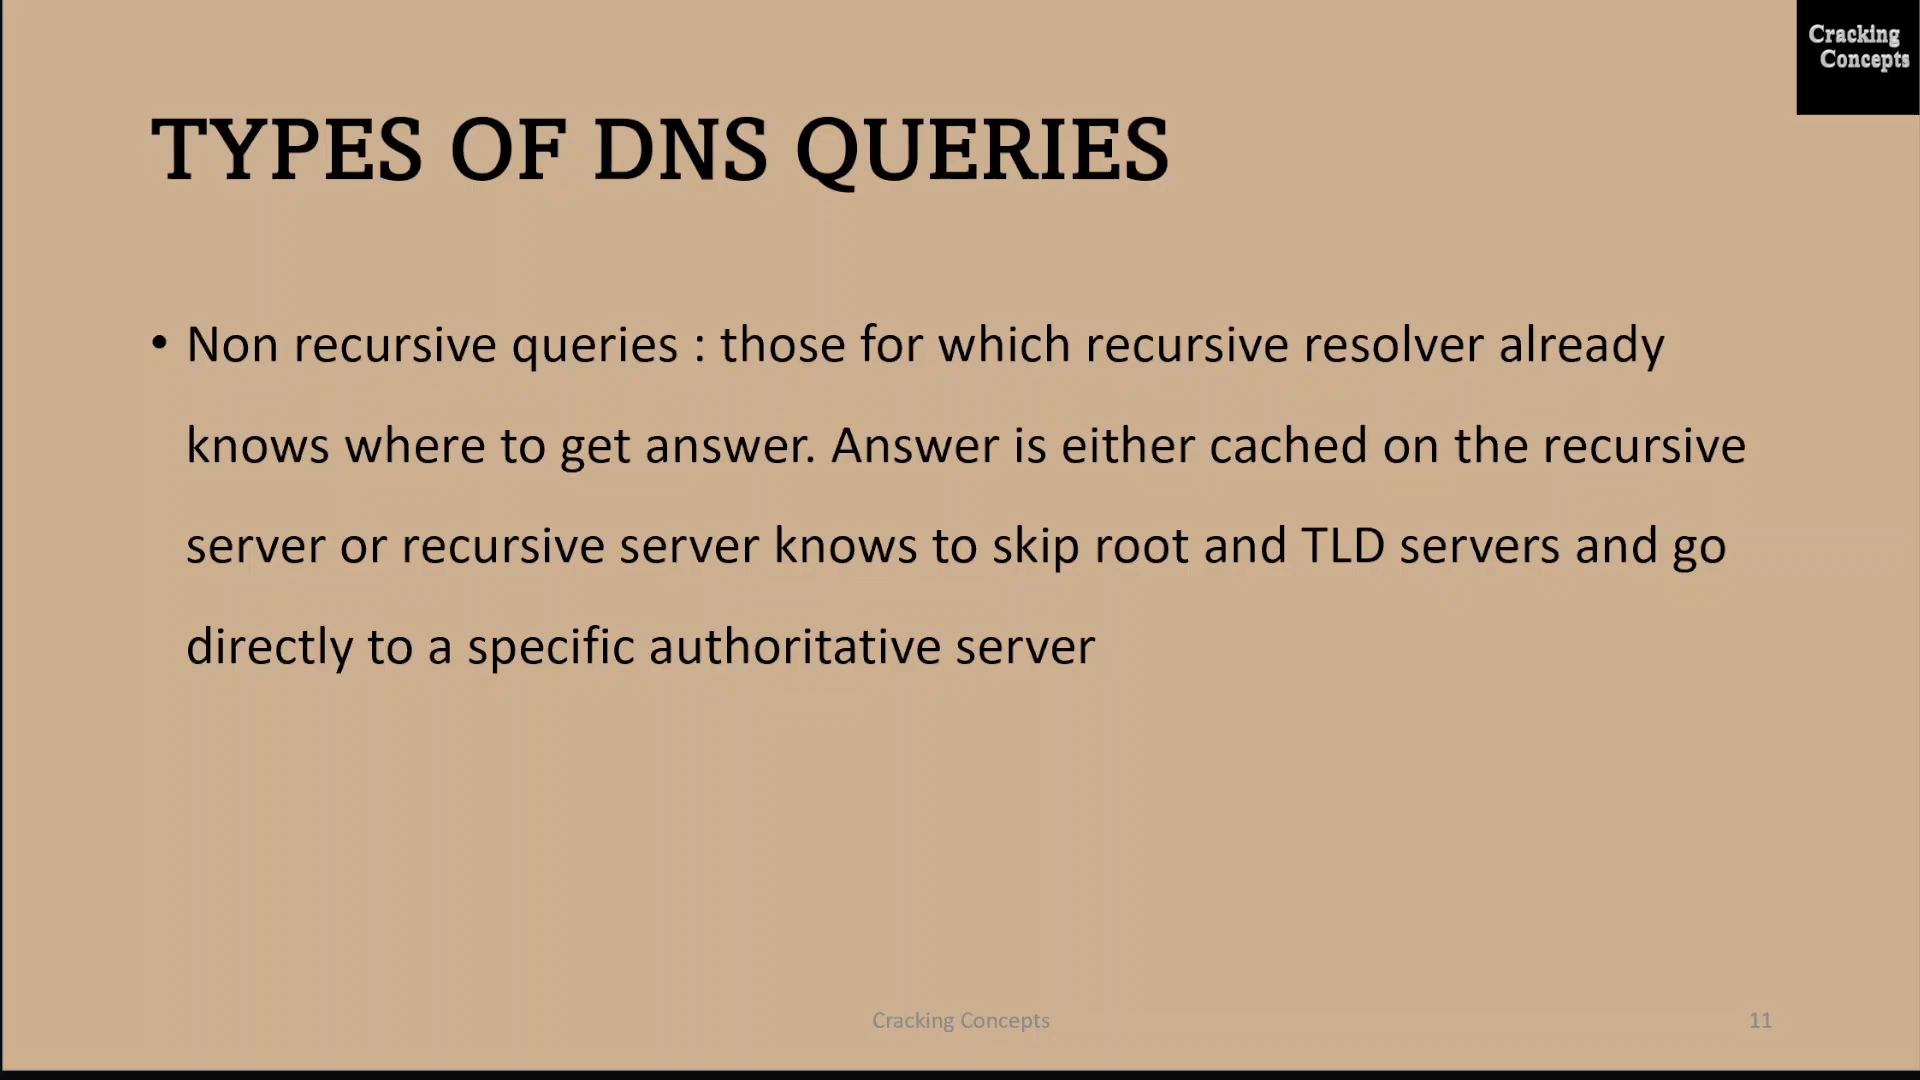 Cracking
Concepts
TYPES OF DNS QUERIES
• Non recursive queries : those for which recursive resolver already
knows where to get answer. Answer is either cached on the recursive
server or recursive server knows to skip root and TLD servers and go
directly to a specific authoritative server
Cracking Concepts
11